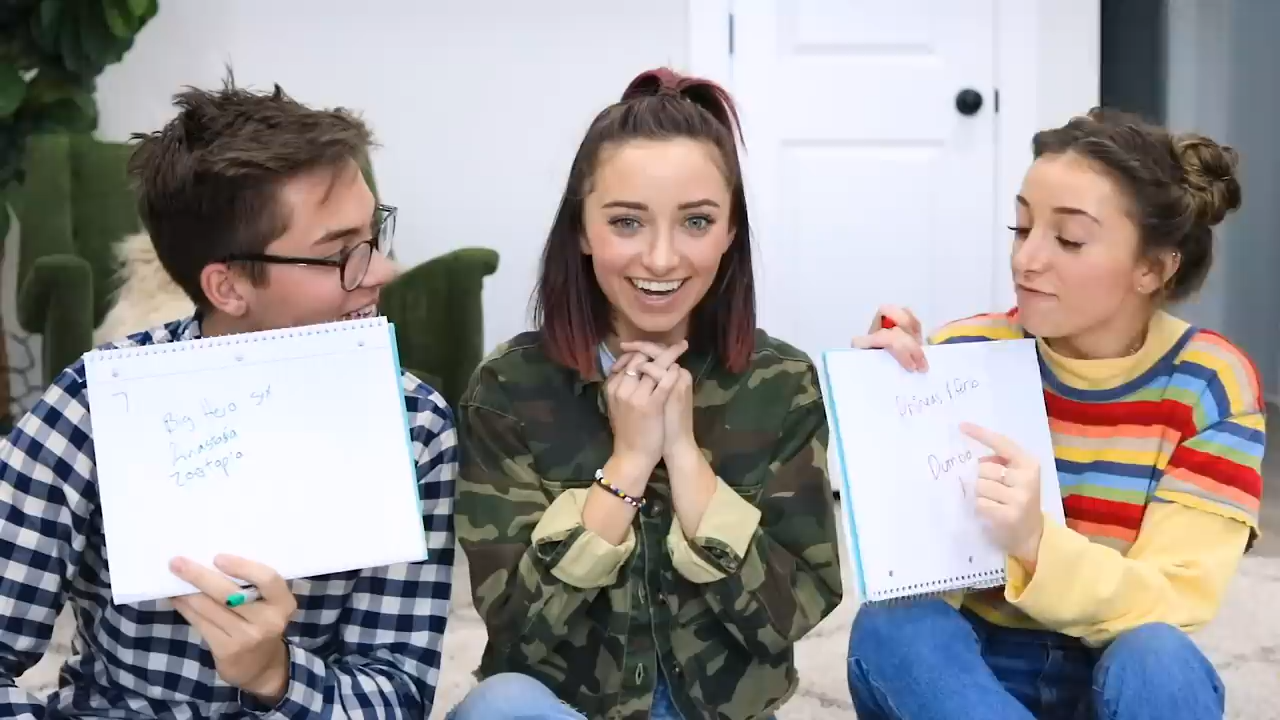 7
Big Hero six
Anastasia
Zootopia
Phineas & Ferb
Dumbo